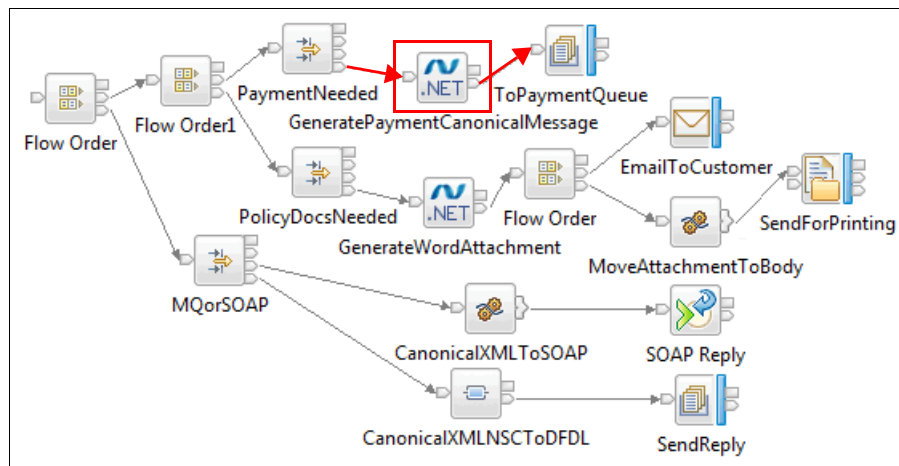 .NET
PaymentNeeded
ToPaymentQueue
Flow Order
Flow Order1
GeneratePaymentCanonicalMessage
EmailToCustomer
.NET
PolicyDocsNeeded
Flow Order
SendForPrinting
GenerateWordAttachment
MoveAttachmentToBody
MQorSOAP
CanonicalXMLToSOAP
SOAP Reply
CanonicalXMLNSCToDFDL
SendReply